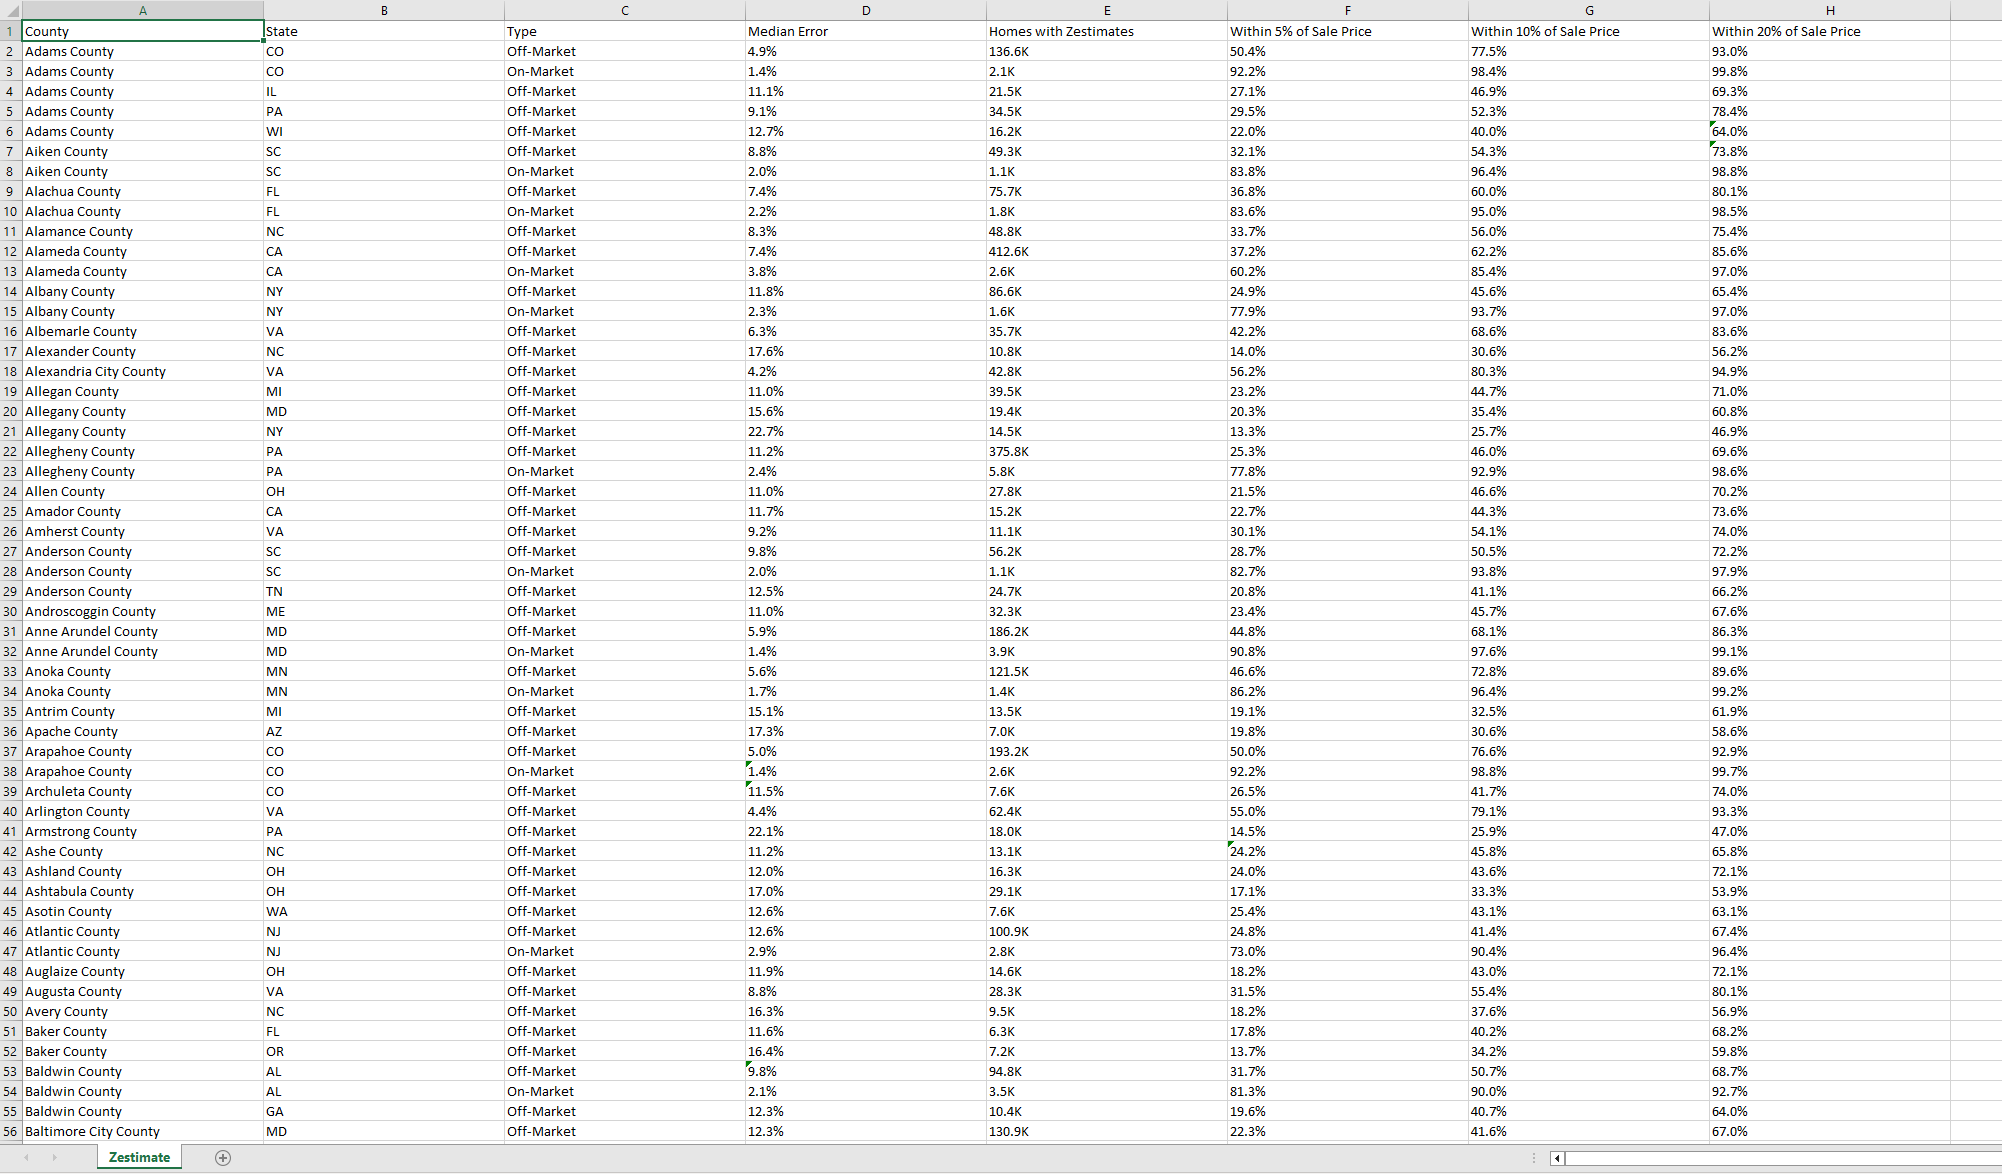 A B C D E F G H
1 County State Type Median Error Homes with Zestimates Within 5% of Sale Price Within 10% of Sale Price Within 20% of Sale Price
2 Adams County CO Off-Market 4.9% 136.6K 50.4% 77.5% 93.0%
3 Adams County CO On-Market 1.4% 2.1K 92.2% 98.4% 99.8%
4 Adams County IL Off-Market 11.1% 21.5K 27.1% 46.9% 69.3%
5 Adams County PA Off-Market 9.1% 34.5K 29.5% 52.3% 78.4%
6 Adams County WI Off-Market 12.7% 16.2K 22.0% 40.0% 64.0%
7 Aiken County SC Off-Market 8.8% 49.3K 32.1% 54.3% 73.8%
8 Aiken County SC On-Market 2.0% 1.1K 83.8% 96.4% 98.8%
9 Alachua County FL Off-Market 7.4% 75.7K 36.8% 60.0% 80.1%
10 Alachua County FL On-Market 2.2% 1.8K 83.6% 95.0% 98.5%
11 Alamance County NC Off-Market 8.3% 48.8K 33.7% 56.0% 75.4%
12 Alameda County CA Off-Market 7.4% 412.6K 37.2% 62.2% 85.6%
13 Alameda County CA On-Market 3.8% 2.6K 60.2% 85.4% 97.0%
14 Albany County NY Off-Market 11.8% 86.6K 24.9% 45.6% 65.4%
15 Albany County NY On-Market 2.3% 1.6K 77.9% 93.7% 97.0%
16 Albemarle County VA Off-Market 6.3% 35.7K 42.2% 68.6% 83.6%
17 Alexander County NC Off-Market 17.6% 10.8K 14.0% 30.6% 56.2%
18 Alexandria City County VA Off-Market 4.2% 42.8K 56.2% 80.3% 94.9%
19 Allegan County MI Off-Market 11.0% 39.5K 23.2% 44.7% 71.0%
20 Allegany County MD Off-Market 15.6% 19.4K 20.3% 35.4% 60.8%
21 Allegany County NY Off-Market 22.7% 14.5K 13.3% 25.7% 46.9%
22 Allegheny County PA Off-Market 11.2% 375.8K 25.3% 46.0% 69.6%
23 Allegheny County PA On-Market 2.4% 5.8K 77.8% 92.9% 98.6%
24 Allen County OH Off-Market 11.0% 27.8K 21.5% 46.6% 70.2%
25 Amador County CA Off-Market 11.7% 15.2K 22.7% 44.3% 73.6%
26 Amherst County VA Off-Market 9.2% 11.1K 30.1% 54.1% 74.0%
27 Anderson County SC Off-Market 9.8% 56.2K 28.7% 50.5% 72.2%
28 Anderson County SC On-Market 2.0% 1.1K 82.7% 93.8% 97.9%
29 Anderson County TN Off-Market 12.5% 24.7K 20.8% 41.1% 66.2%
30 Androscoggin County ME Off-Market 11.0% 32.3K 23.4% 45.7% 67.6%
31 Anne Arundel County MD Off-Market 5.9% 186.2K 44.8% 68.1% 86.3%
32 Anne Arundel County MD On-Market 1.4% 3.9K 90.8% 97.6% 99.1%
33 Anoka County MN Off-Market 5.6% 121.5K 46.6% 72.8% 89.6%
34 Anoka County MN On-Market 1.7% 1.4K 86.2% 96.4% 99.2%
35 Antrim County MI Off-Market 15.1% 13.5K 19.1% 32.5% 61.9%
36 Apache County AZ Off-Market 17.3% 7.0K 19.8% 30.6% 58.6%
37 Arapahoe County CO Off-Market 5.0% 193.2K 50.0% 76.6% 92.9%
38 Arapahoe County CO On-Market 1.4% 2.6K 92.2% 98.8% 99.7%
39 Archuleta County CO Off-Market 11.5% 7.6K 26.5% 41.7% 74.0%
40 Arlington County VA Off-Market 4.4% 62.4K 55.0% 79.1% 93.3%
41 Armstrong County PA Off-Market 22.1% 18.0K 14.5% 25.9% 47.0%
42 Ashe County NC Off-Market 11.2% 13.1K 24.2% 45.8% 65.8%
43 Ashland County OH Off-Market 12.0% 16.3K 24.0% 43.6% 72.1%
44 Ashtabula County OH Off-Market 17.0% 29.1K 17.1% 33.3% 53.9%
45 Asotin County WA Off-Market 12.6% 7.6K 25.4% 43.1% 63.1%
46 Atlantic County NJ Off-Market 12.6% 100.9K 24.8% 41.4% 67.4%
47 Atlantic County NJ On-Market 2.9% 2.8K 73.0% 90.4% 96.4%
48 Auglaize County OH Off-Market 11.9% 14.6K 18.2% 43.0% 72.1%
49 Augusta County VA Off-Market 8.8% 28.3K 31.5% 55.4% 80.1%
50 Avery County NC Off-Market 16.3% 9.5K 18.2% 37.6% 56.9%
51 Baker County FL Off-Market 11.6% 6.3K 17.8% 40.2% 68.2%
52 Baker County OR Off-Market 16.4% 7.2K 13.7% 34.2% 59.8%
53 Baldwin County AL Off-Market 9.8% 94.8K 31.7% 50.7% 68.7%
54 Baldwin County AL On-Market 2.1% 3.5K 81.3% 90.0% 92.7%
55 Baldwin County GA Off-Market 12.3% 10.4K 19.6% 40.7% 64.0%
56 Baltimore City County MD Off-Market 12.3% 130.9K 22.3% 41.6% 67.0%
Zestimate